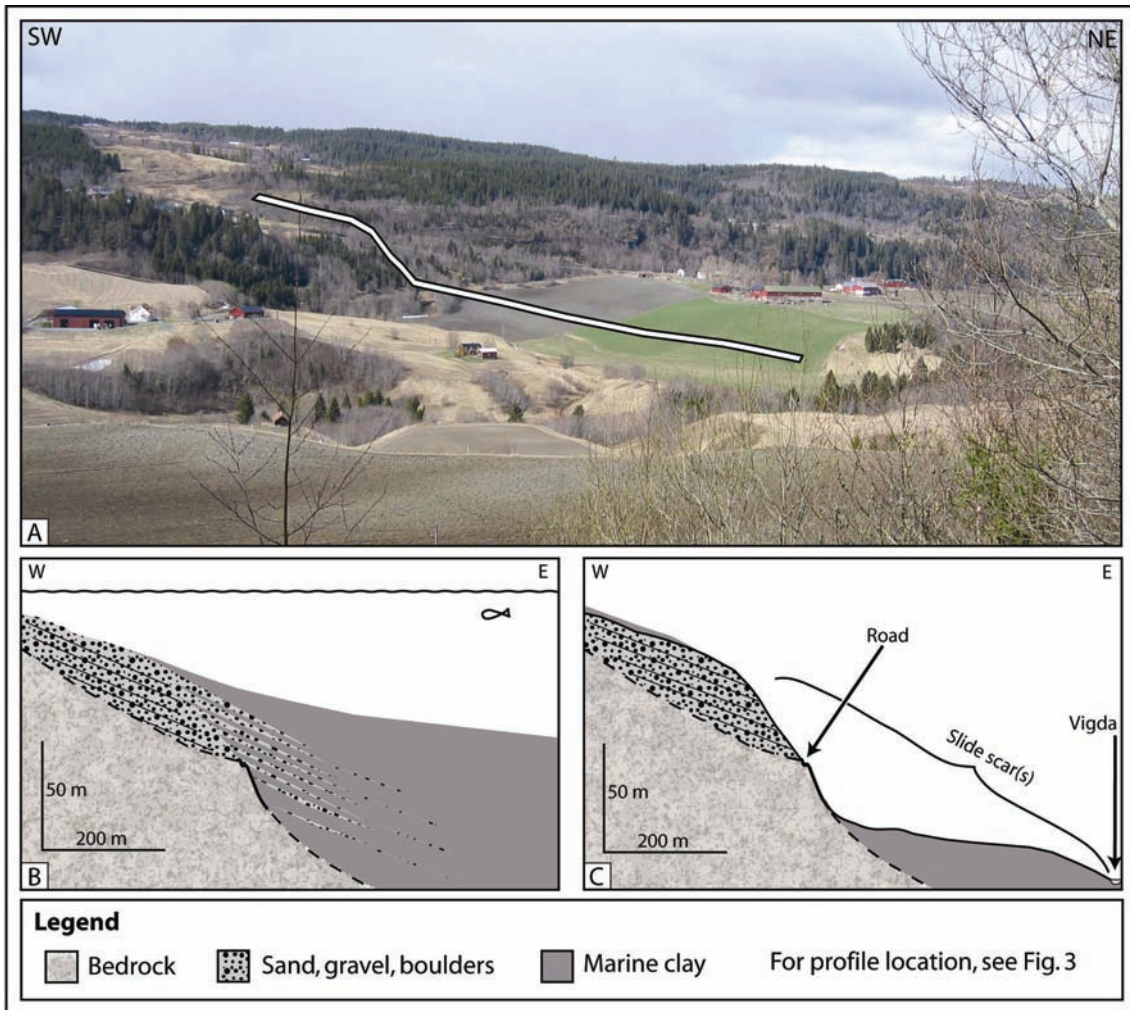 SW NE
A
W E
50 m
200 m
B
W E
Road
Vigda
Slide scar(s)
50 m
200 m
C
Legend
Bedrock Sand, gravel, boulders Marine clay For profile location, see Fig. 3